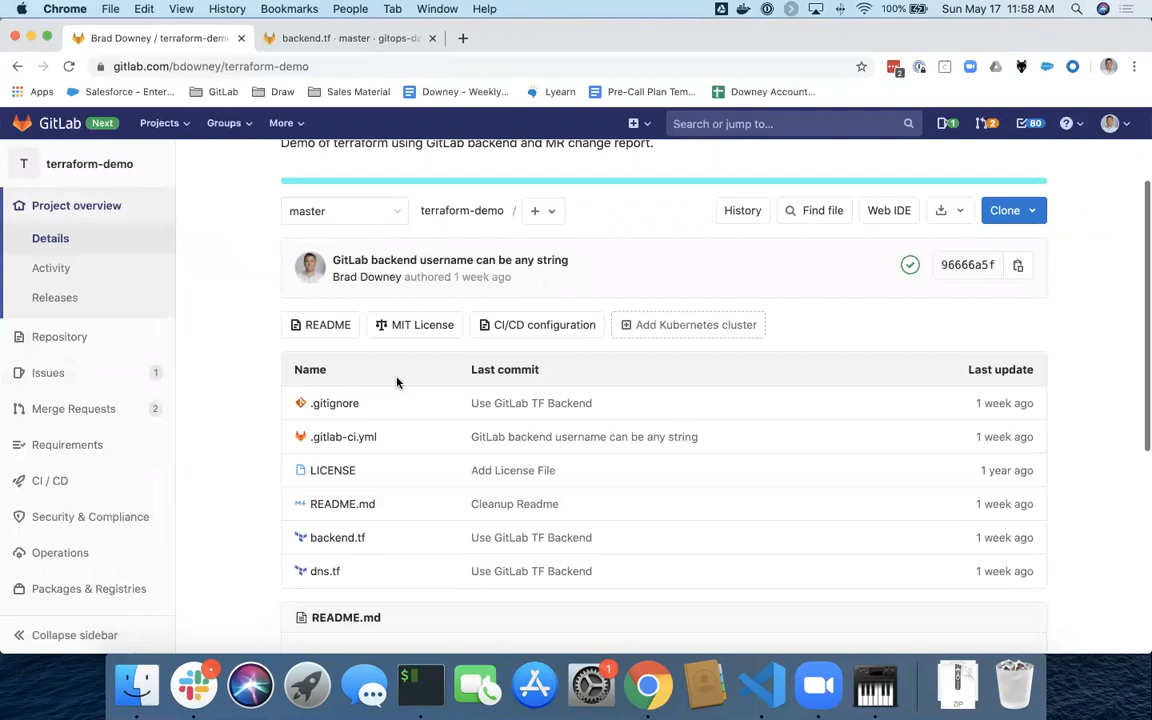 Chrome File Edit View History Bookmarks People Tab Window Help 100% Sun May 17 11:58 AM
Brad Downey / terraform-dem
backend.tf · master · gitops-de
gitlab.com/bdowney/terraform-demo
2
Apps Salesforce - Enter... GitLab Draw Sales Material Downey - Weekly... Lyearn Pre-Call Plan Tem... Downey Account...
GitLab Next Projects Groups More Search or jump to... 1 2 80
T terraform-demo
Project overview
Details
Activity
Releases
Repository
Issues 1
Merge Requests 2
Requirements
CI / CD
Security & Compliance
Operations
Packages & Registries
Collapse sidebar
Demo of terraform using GitLab backend and MR change report.
master terraform-demo / + History Find file Web IDE Clone
GitLab backend username can be any string
Brad Downey authored 1 week ago
96666a5f
README MIT License CI/CD configuration Add Kubernetes cluster
Name Last commit Last update
.gitignore Use GitLab TF Backend 1 week ago
.gitlab-ci.yml GitLab backend username can be any string 1 week ago
LICENSE Add License File 1 year ago
README.md Cleanup Readme 1 week ago
backend.tf Use GitLab TF Backend 1 week ago
dns.tf Use GitLab TF Backend 1 week ago
README.md
1
ZIP